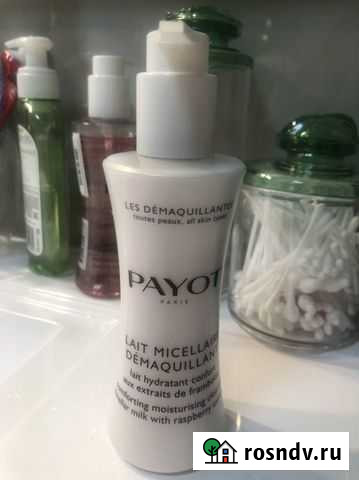 LES DÉMAQUILLANTES
toutes peaux, all skin types
PAYOT
PARIS
LAIT MICELLAIRE
DÉMAQUILLANT
lait hydratant confort
aux extraits de
moisturising
milk with raspberry
rosndv.ru